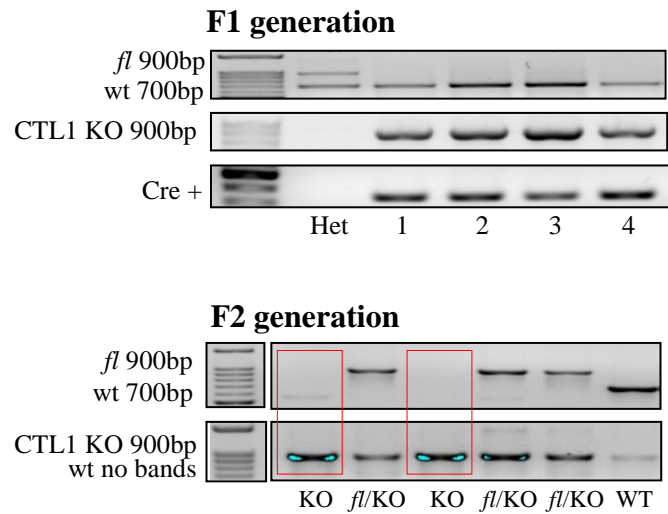 F1 generation
fl 900bp
wt 700bp
CTL1 KO 900bp
Cre +
Het 1 2 3 4
F2 generation
fl 900bp
wt 700bp
CTL1 KO 900bp
wt no bands
KO fl/KO KO fl/KO fl/KO WT